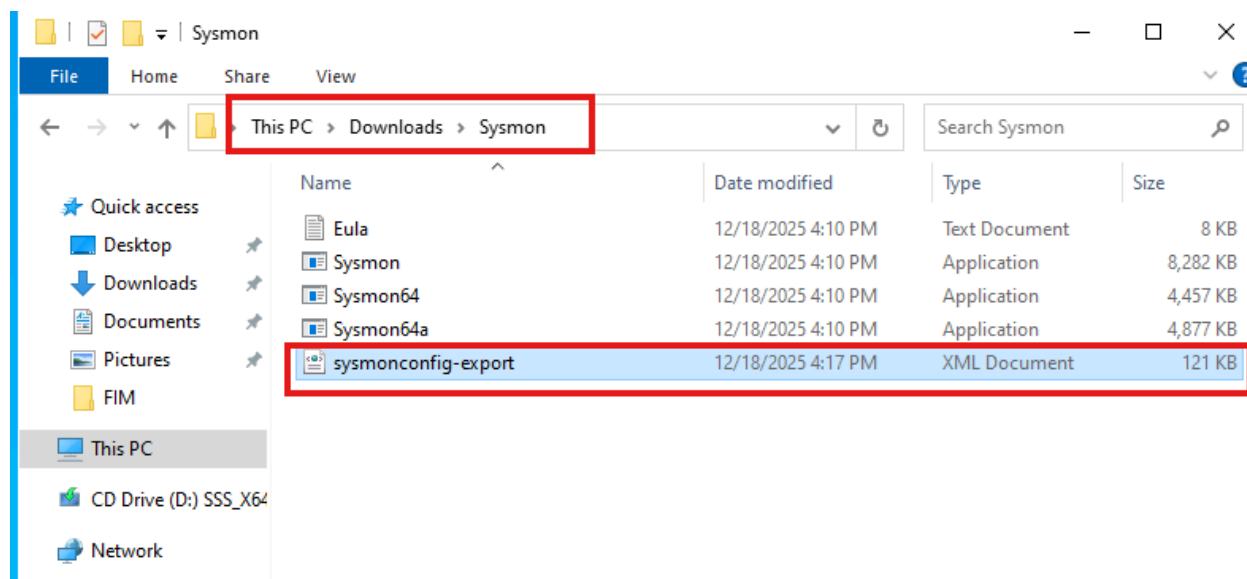 Sysmon
File Home Share View
This PC > Downloads > Sysmon Search Sysmon
Name Date modified Type Size
Quick access
Desktop
Downloads
Documents
Pictures
FIM
This PC
CD Drive (D:) SSS_X64
Network
Eula 12/18/2025 4:10 PM Text Document 8 KB
Sysmon 12/18/2025 4:10 PM Application 8,282 KB
Sysmon64 12/18/2025 4:10 PM Application 4,457 KB
Sysmon64a 12/18/2025 4:10 PM Application 4,877 KB
sysmonconfig-export 12/18/2025 4:17 PM XML Document 121 KB